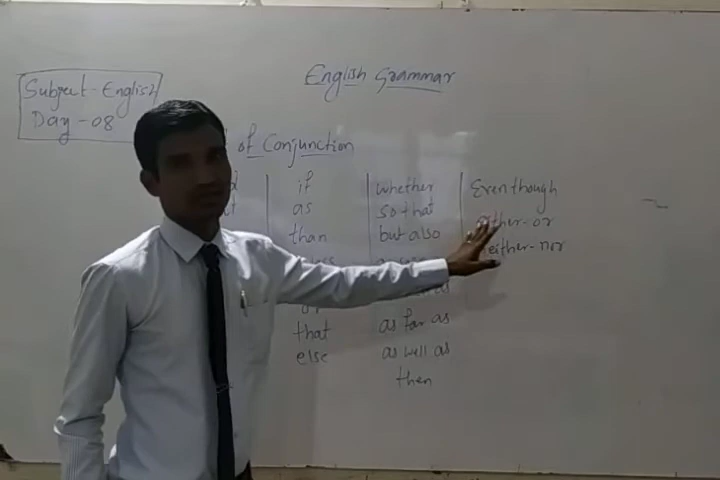 English Grammar
Subject - English
Day - 08
of Conjunction
if
as
than
or
that
else
whether
so that
but also
as far as
as well as
then
Even though
either-or
neither-nor